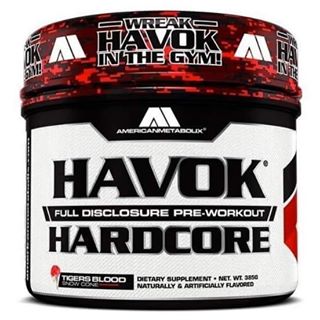 WREAK
HAVOK
IN THE GYM!
AMERICANMETABOLIX®
HAVOK®
FULL DISCLOSURE PRE-WORKOUT
HARDCORE
TIGERS BLOOD
SNOW CONE
DIETARY SUPPLEMENT • NET. WT. 385G
NATURALLY & ARTIFICIALLY FLAVORED